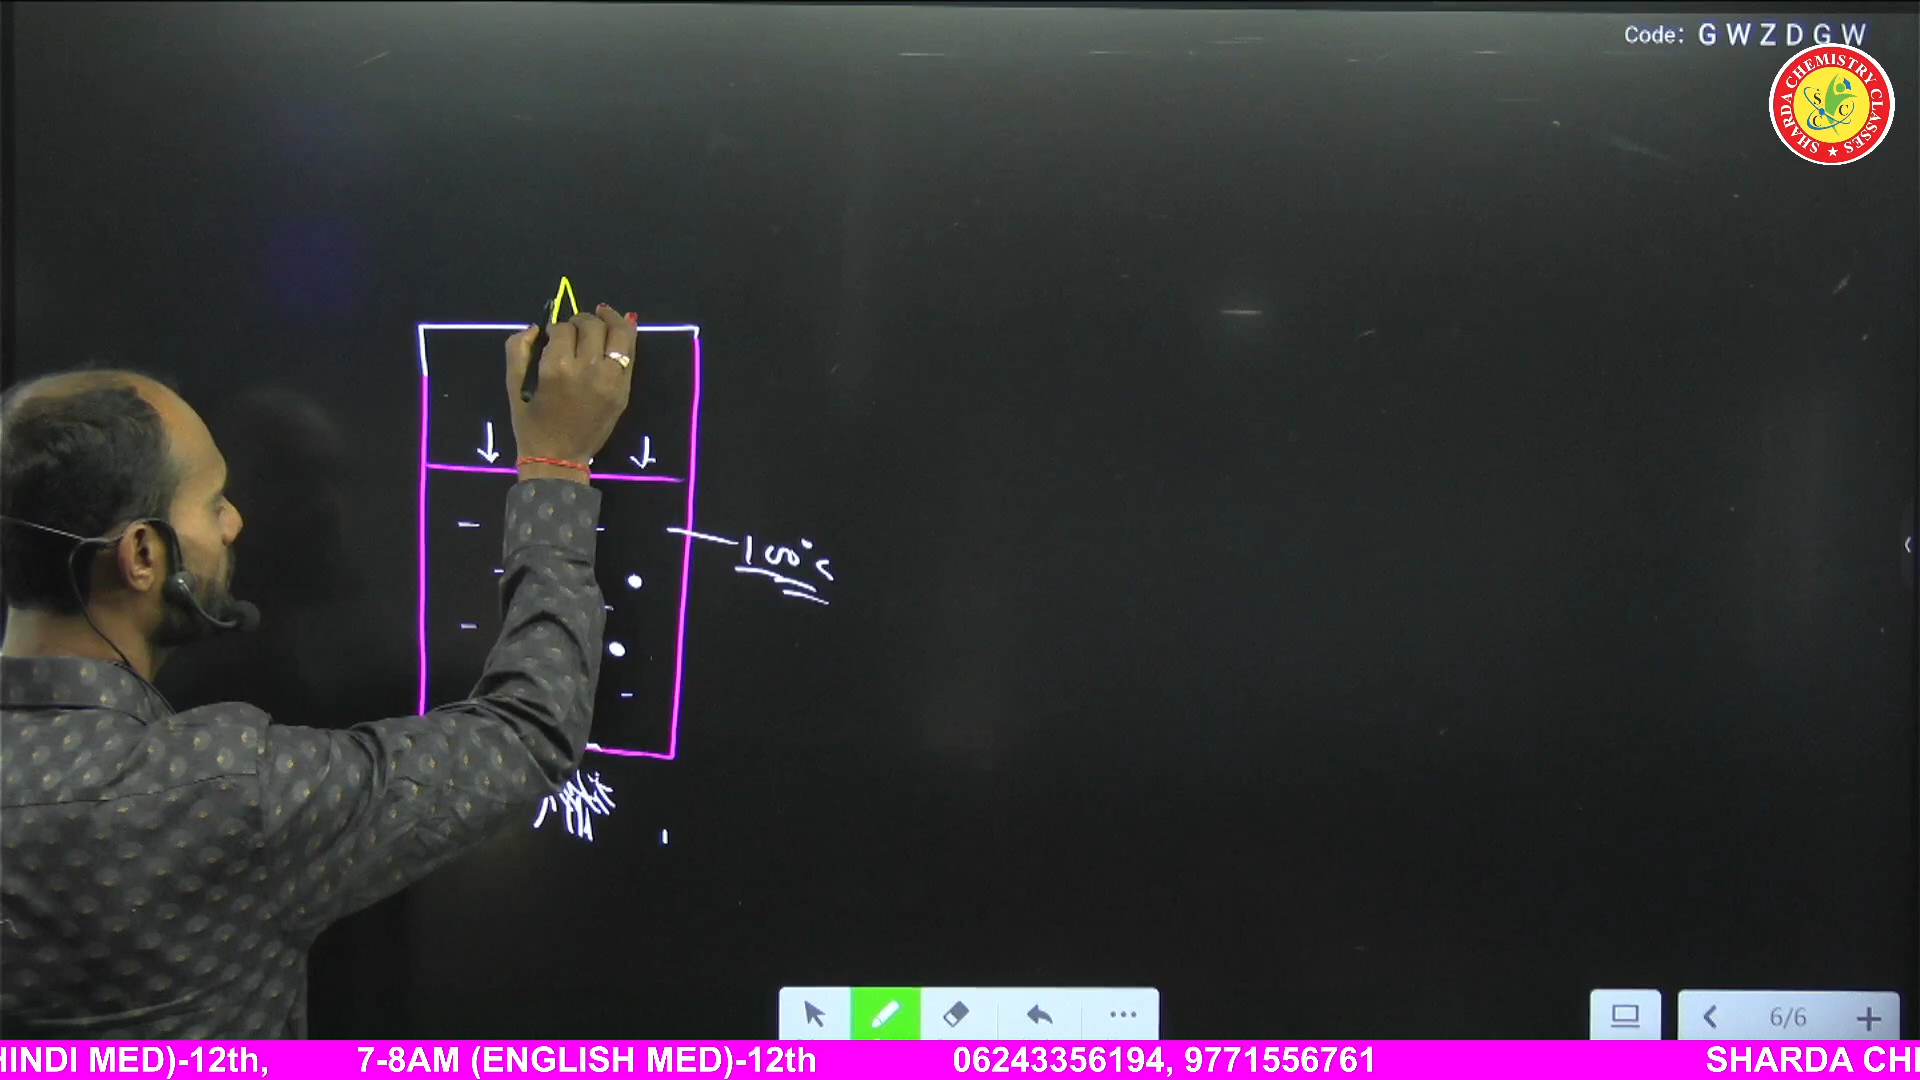 Code: GWZDGW
SHARDA CHEMISTRY CLASSES
S
C
C
100°C
6/6
HINDI MED)-12th, 7-8AM (ENGLISH MED)-12th 06243356194, 9771556761 SHARDA CH